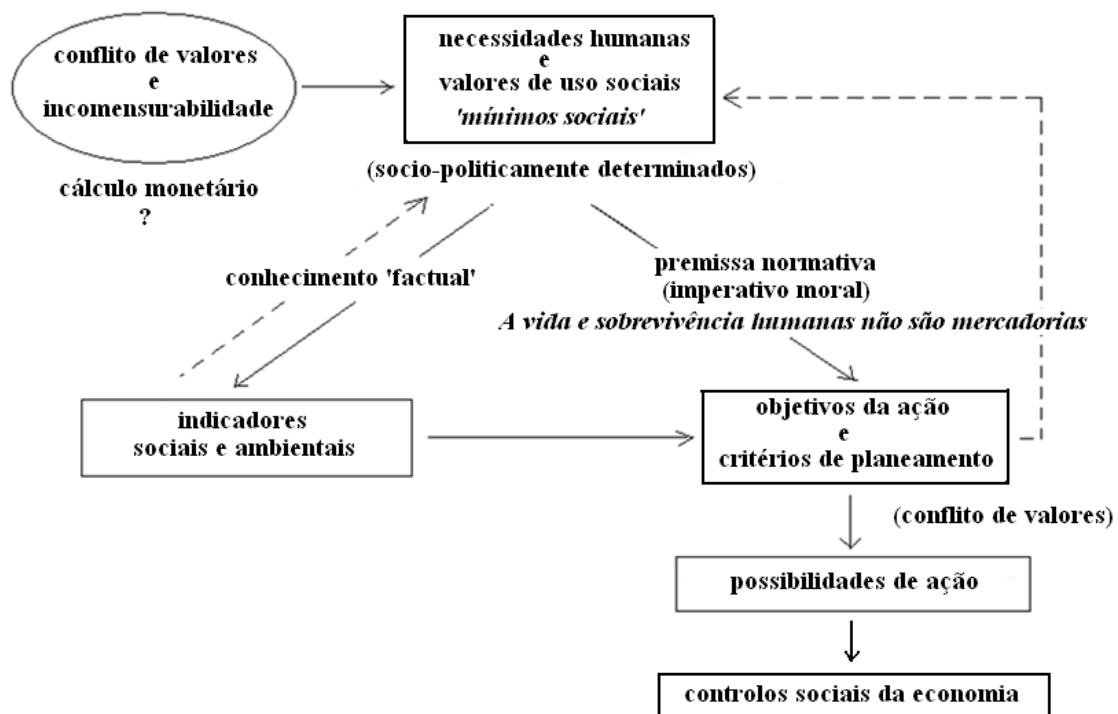 conflito de valores
e
incomensurabilidade
cálculo monetário
?
necessidades humanas
e
valores de uso sociais
'mínimos sociais'
(socio-politicamente determinados)
conhecimento 'factual'
premissa normativa
(imperativo moral)
A vida e sobrevivência humanas não são mercadorias
indicadores
sociais e ambientais
objetivos da ação
e
critérios de planeamento
(conflito de valores)
possibilidades de ação
controlos sociais da economia